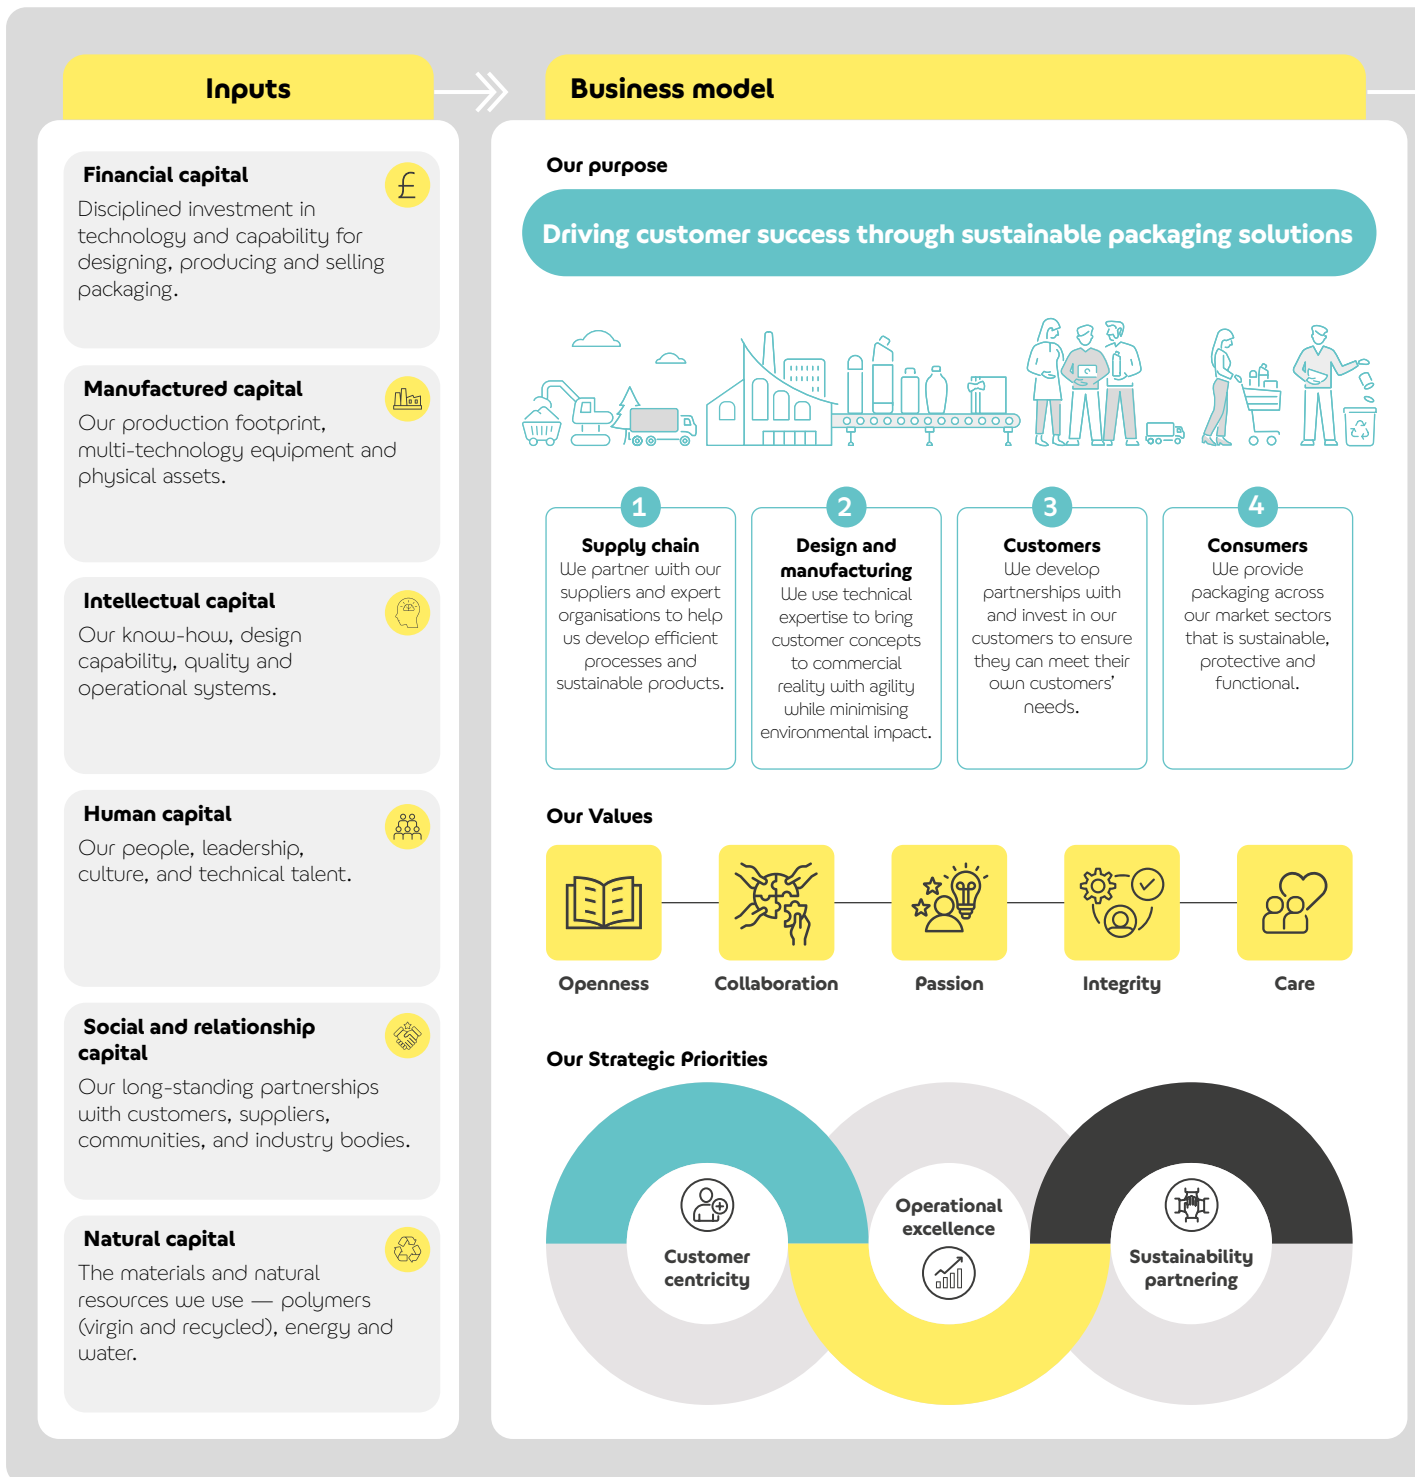 Inputs
Financial capital
£
Disciplined investment in
technology and capability for
designing, producing and selling
packaging.
Manufactured capital
Our production footprint,
multi-technology equipment and
physical assets.
Intellectual capital
Our know-how, design
capability, quality and
operational systems.
Human capital
Our people, leadership,
culture, and technical talent.
Social and relationship
capital
Our long-standing partnerships
with customers, suppliers,
communities, and industry bodies.
Natural capital
The materials and natural
resources we use — polymers
(virgin and recycled), energy and
water.
Business model
Our purpose
Driving customer success through sustainable packaging solutions
1
Supply chain
We partner with our
suppliers and expert
organisations to help
us develop efficient
processes and
sustainable products.
2
Design and
manufacturing
We use technical
expertise to bring
customer concepts
to commercial
reality with agility
while minimising
environmental impact.
3
Customers
We develop
partnerships with
and invest in our
customers to ensure
they can meet their
own customers’
needs.
4
Consumers
We provide
packaging across
our market sectors
that is sustainable,
protective and
functional.
Our Values
Openness
Collaboration
Passion
Integrity
Care
Our Strategic Priorities
Customer
centricity
Operational
excellence
Sustainability
partnering